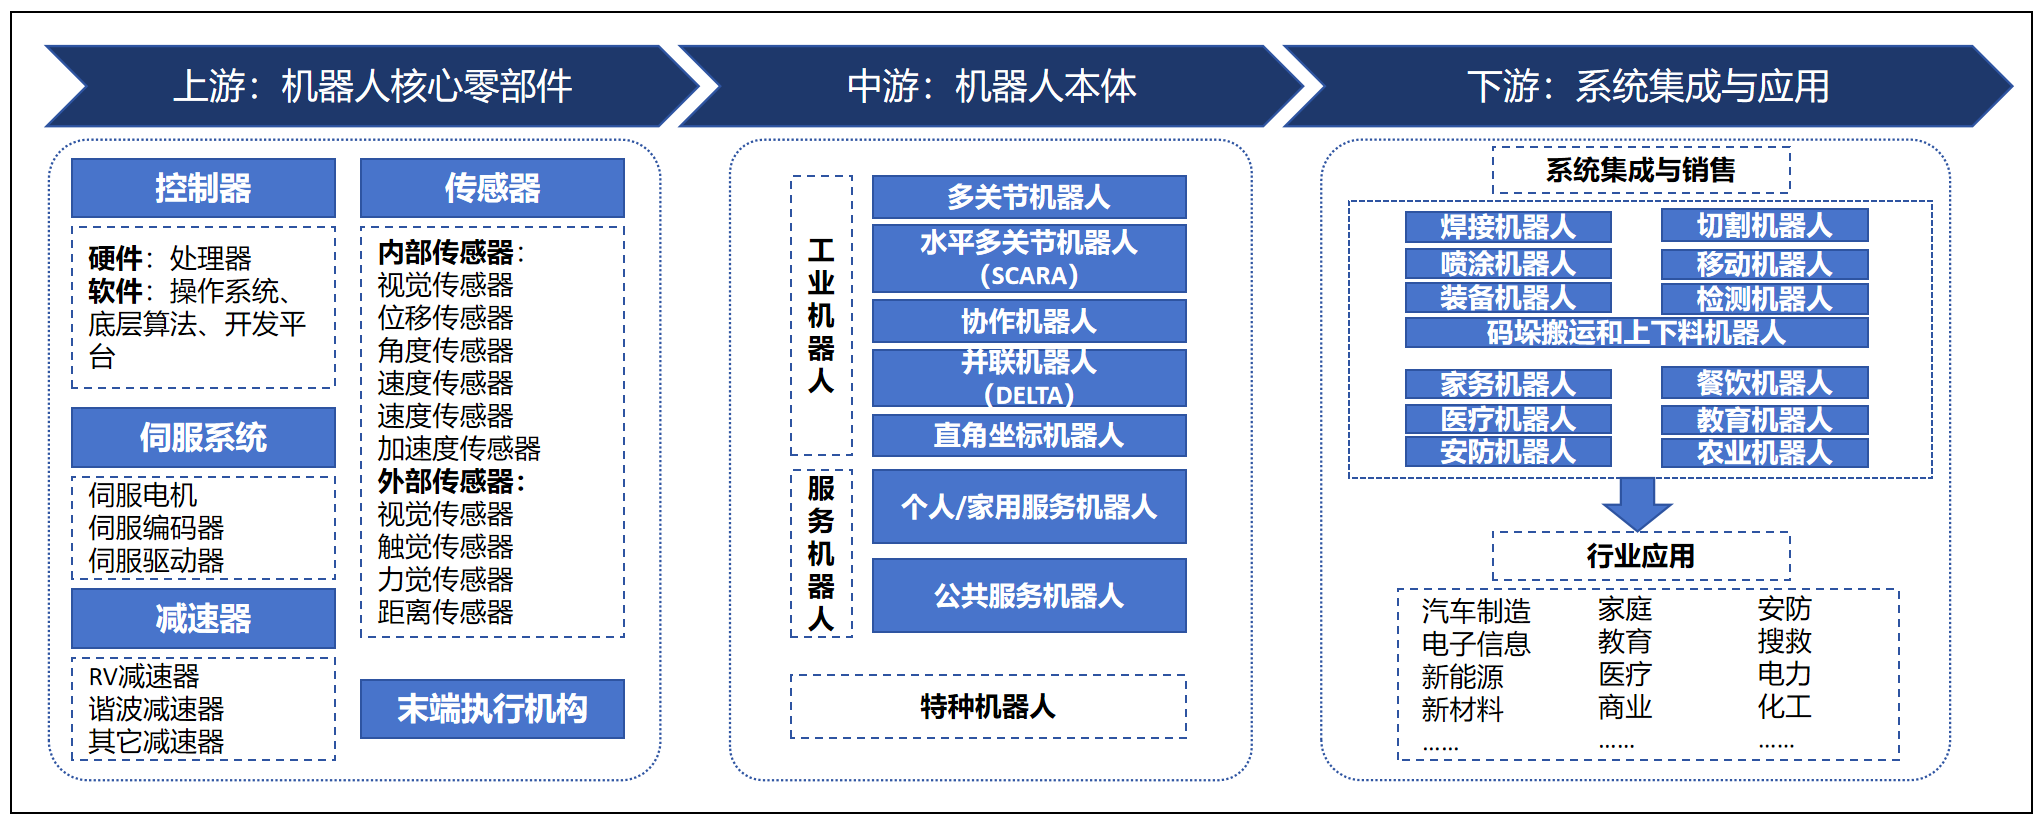 上游：机器人核心零部件
控制器
硬件：处理器
软件：操作系统、
底层算法、开发平
台
伺服系统
伺服电机
伺服编码器
伺服驱动器
减速器
RV减速器
谐波减速器
其它减速器
传感器
内部传感器：
视觉传感器
位移传感器
角度传感器
速度传感器
速度传感器
加速度传感器
外部传感器：
视觉传感器
触觉传感器
力觉传感器
距离传感器
末端执行机构
中游：机器人本体
工业机器人
多关节机器人
水平多关节机器人
（SCARA）
协作机器人
并联机器人
（DELTA）
直角坐标机器人
服务机器人
个人/家用服务机器人
公共服务机器人
特种机器人
下游：系统集成与应用
系统集成与销售
焊接机器人
切割机器人
喷涂机器人
移动机器人
装备机器人
检测机器人
码垛搬运和上下料机器人
家务机器人
餐饮机器人
医疗机器人
教育机器人
安防机器人
农业机器人
行业应用
汽车制造
电子信息
新能源
新材料
……
家庭
教育
医疗
商业
……
安防
搜救
电力
化工
……